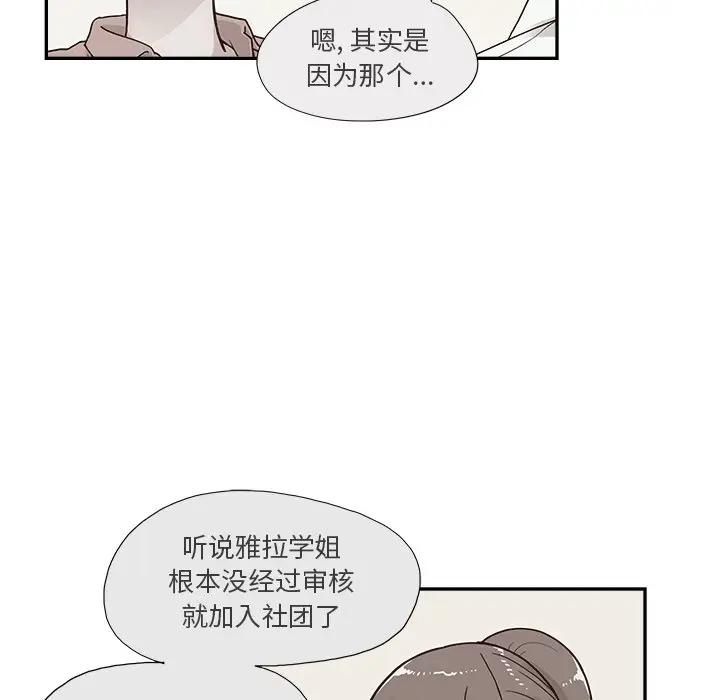 嗯, 其实是
因为那个...
听说雅拉学姐
根本没经过审核
就加入社团了